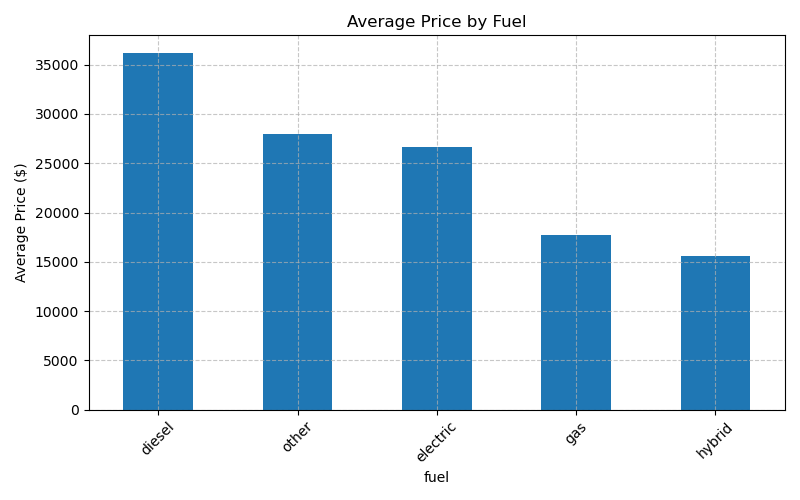 Average Price by Fuel
35000
30000
25000
20000
15000
10000
5000
0
Average Price ($)
diesel
other
electric
gas
hybrid
fuel